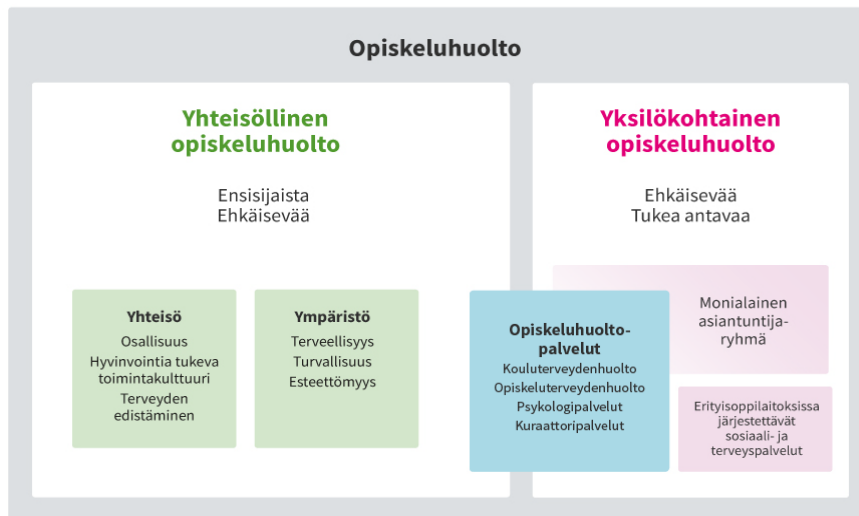 Opiskeluhuolto
Yhteisöllinen
opiskeluhuolto
Ensisijaista
Ehkäisevää
Yhteisö
Osallisuus
Hyvinvointia tukeva
toimintakulttuuri
Terveyden
edistäminen
Ympäristö
Terveellisyys
Turvallisuus
Esteettömyys
Yksilökohtainen
opiskeluhuolto
Ehkäisevää
Tukea antavaa
Opiskeluhuolto-
palvelut
Kouluterveydenhuolto
Opiskeluterveydenhuolto
Psykologipalvelut
Kuraattoripalvelut
Monialainen
asiantuntija-
ryhmä
Erityisoppilaitoksissa
järjestettävät
sosiaali- ja
terveyspalvelut